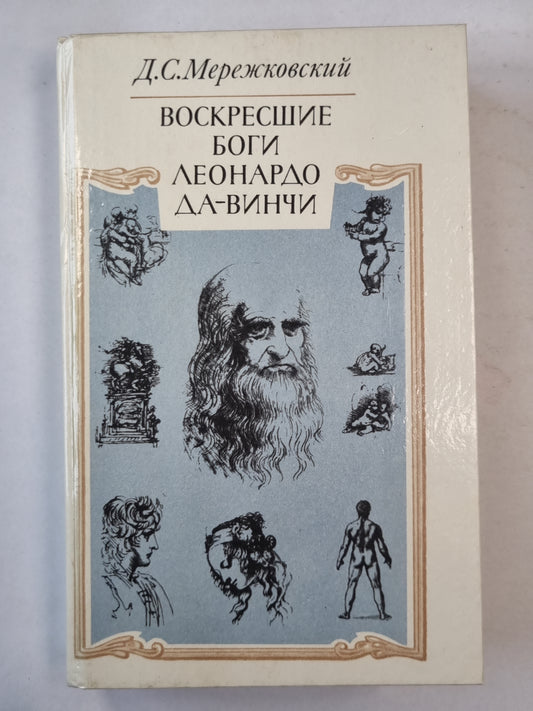 Д.С.Мережковский
ВОСКРЕСШИЕ
БОГИ
ЛЕОНАРДО
ДА-ВИНЧИ